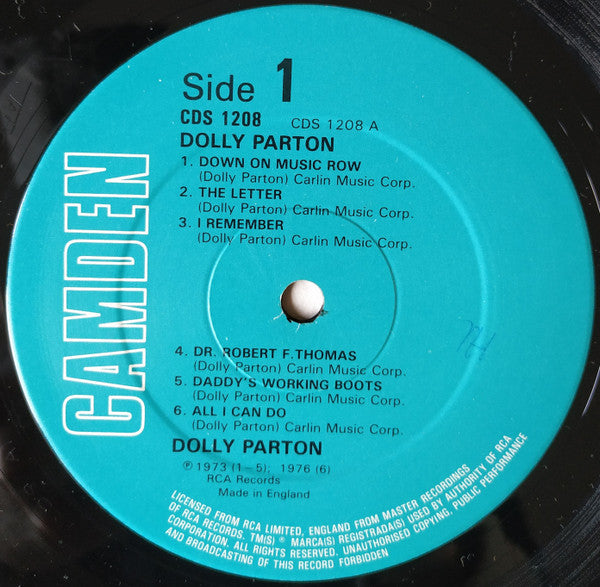 CAMDEN
Side 1
CDS 1208 CDS 1208 A
DOLLY PARTON
1. DOWN ON MUSIC ROW
(Dolly Parton) Carlin Music Corp.
2. THE LETTER
(Dolly Parton) Carlin Music Corp.
3. I REMEMBER
(Dolly Parton) Carlin Music Corp.
4. DR. ROBERT F. THOMAS
(Dolly Parton) Carlin Music Corp.
5. DADDY'S WORKING BOOTS
(Dolly Parton) Carlin Music Corp.
6. ALL I CAN DO
(Dolly Parton) Carlin Music Corp.
DOLLY PARTON
℗ 1973 (1-5); 1976 (6)
RCA Records
Made in England
LICENSED FROM RCA LIMITED, ENGLAND FROM MASTER RECORDINGS
OF RCA RECORDS. TM(S) ® MARCA(S) REGISTRADA(S) USED BY AUTHORITY OF RCA
CORPORATION. ALL RIGHTS RESERVED. UNAUTHORISED COPYING, PUBLIC PERFORMANCE
AND BROADCASTING OF THIS RECORD FORBIDDEN